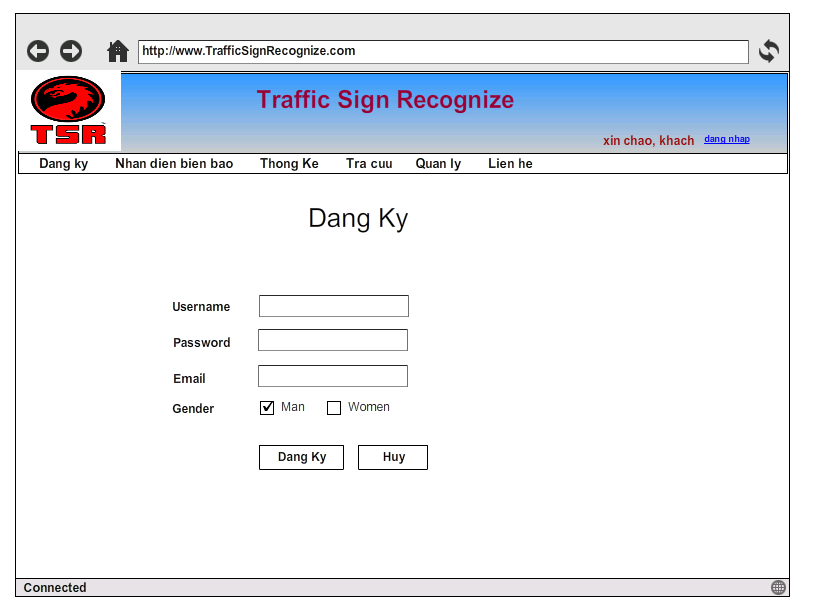 http://www.TrafficSignRecognize.com
TSR
Traffic Sign Recognize
xin chao, khach dang nhap
Dang ky Nhan dien bien bao Thong Ke Tra cuu Quan ly Lien he
Dang Ky
Username
Password
Email
Gender Man Women
Dang Ky Huy
Connected